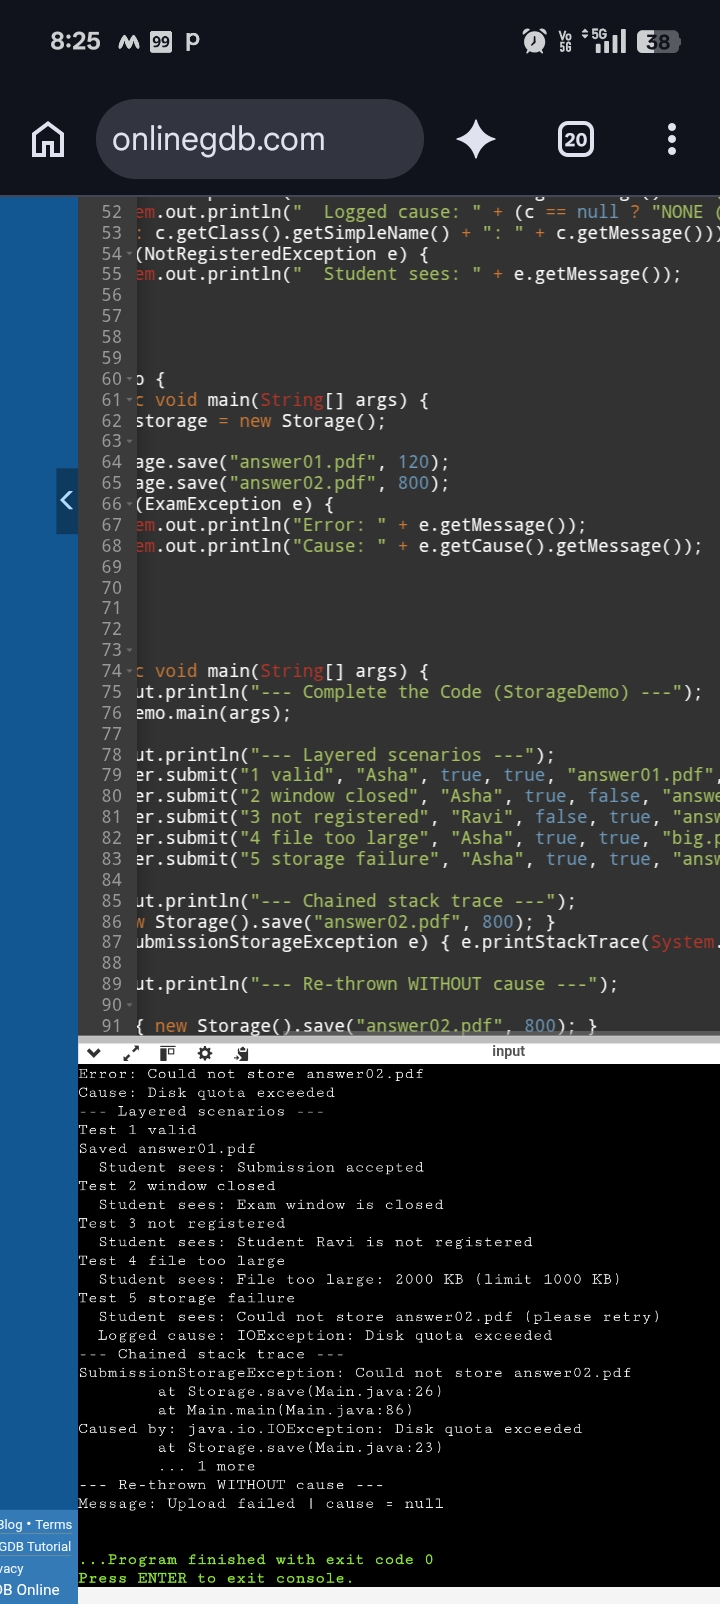 8:25 99 p Vo 5G 5G 38
onlinegdb.com 20
52 em.out.println("  Logged cause: " + (c == null ? "NONE (
53 : c.getClass().getSimpleName() + ": " + c.getMessage()))
54 (NotRegisteredException e) {
55 em.out.println("  Student sees: " + e.getMessage());
56
57
58
59
60 o {
61 c void main(String[] args) {
62 storage = new Storage();
63
64 age.save("answer01.pdf", 120);
65 age.save("answer02.pdf", 800);
66 (ExamException e) {
67 em.out.println("Error: " + e.getMessage());
68 em.out.println("Cause: " + e.getCause().getMessage());
69
70
71
72
73
74 c void main(String[] args) {
75 ut.println("--- Complete the Code (StorageDemo) ---");
76 emo.main(args);
77
78 ut.println("--- Layered scenarios ---");
79 er.submit("1 valid", "Asha", true, true, "answer01.pdf",
80 er.submit("2 window closed", "Asha", true, false, "answe
81 er.submit("3 not registered", "Ravi", false, true, "answ
82 er.submit("4 file too large", "Asha", true, true, "big.p
83 er.submit("5 storage failure", "Asha", true, true, "answ
84
85 ut.println("--- Chained stack trace ---");
86 w Storage().save("answer02.pdf", 800); }
87 ubmissionStorageException e) { e.printStackTrace(System.
88
89 ut.println("--- Re-thrown WITHOUT cause ---");
90
91 { new Storage().save("answer02.pdf", 800); }
input
Error: Could not store answer02.pdf
Cause: Disk quota exceeded
--- Layered scenarios ---
Test 1 valid
Saved answer01.pdf
  Student sees: Submission accepted
Test 2 window closed
  Student sees: Exam window is closed
Test 3 not registered
  Student sees: Student Ravi is not registered
Test 4 file too large
  Student sees: File too large: 2000 KB (limit 1000 KB)
Test 5 storage failure
  Student sees: Could not store answer02.pdf (please retry)
  Logged cause: IOException: Disk quota exceeded
--- Chained stack trace ---
SubmissionStorageException: Could not store answer02.pdf
        at Storage.save(Main.java:26)
        at Main.main(Main.java:86)
Caused by: java.io.IOException: Disk quota exceeded
        at Storage.save(Main.java:23)
        ... 1 more
--- Re-thrown WITHOUT cause ---
Message: Upload failed | cause = null
...Program finished with exit code 0
Press ENTER to exit console.
Blog • Terms
GDB Tutorial
vacy
DB Online